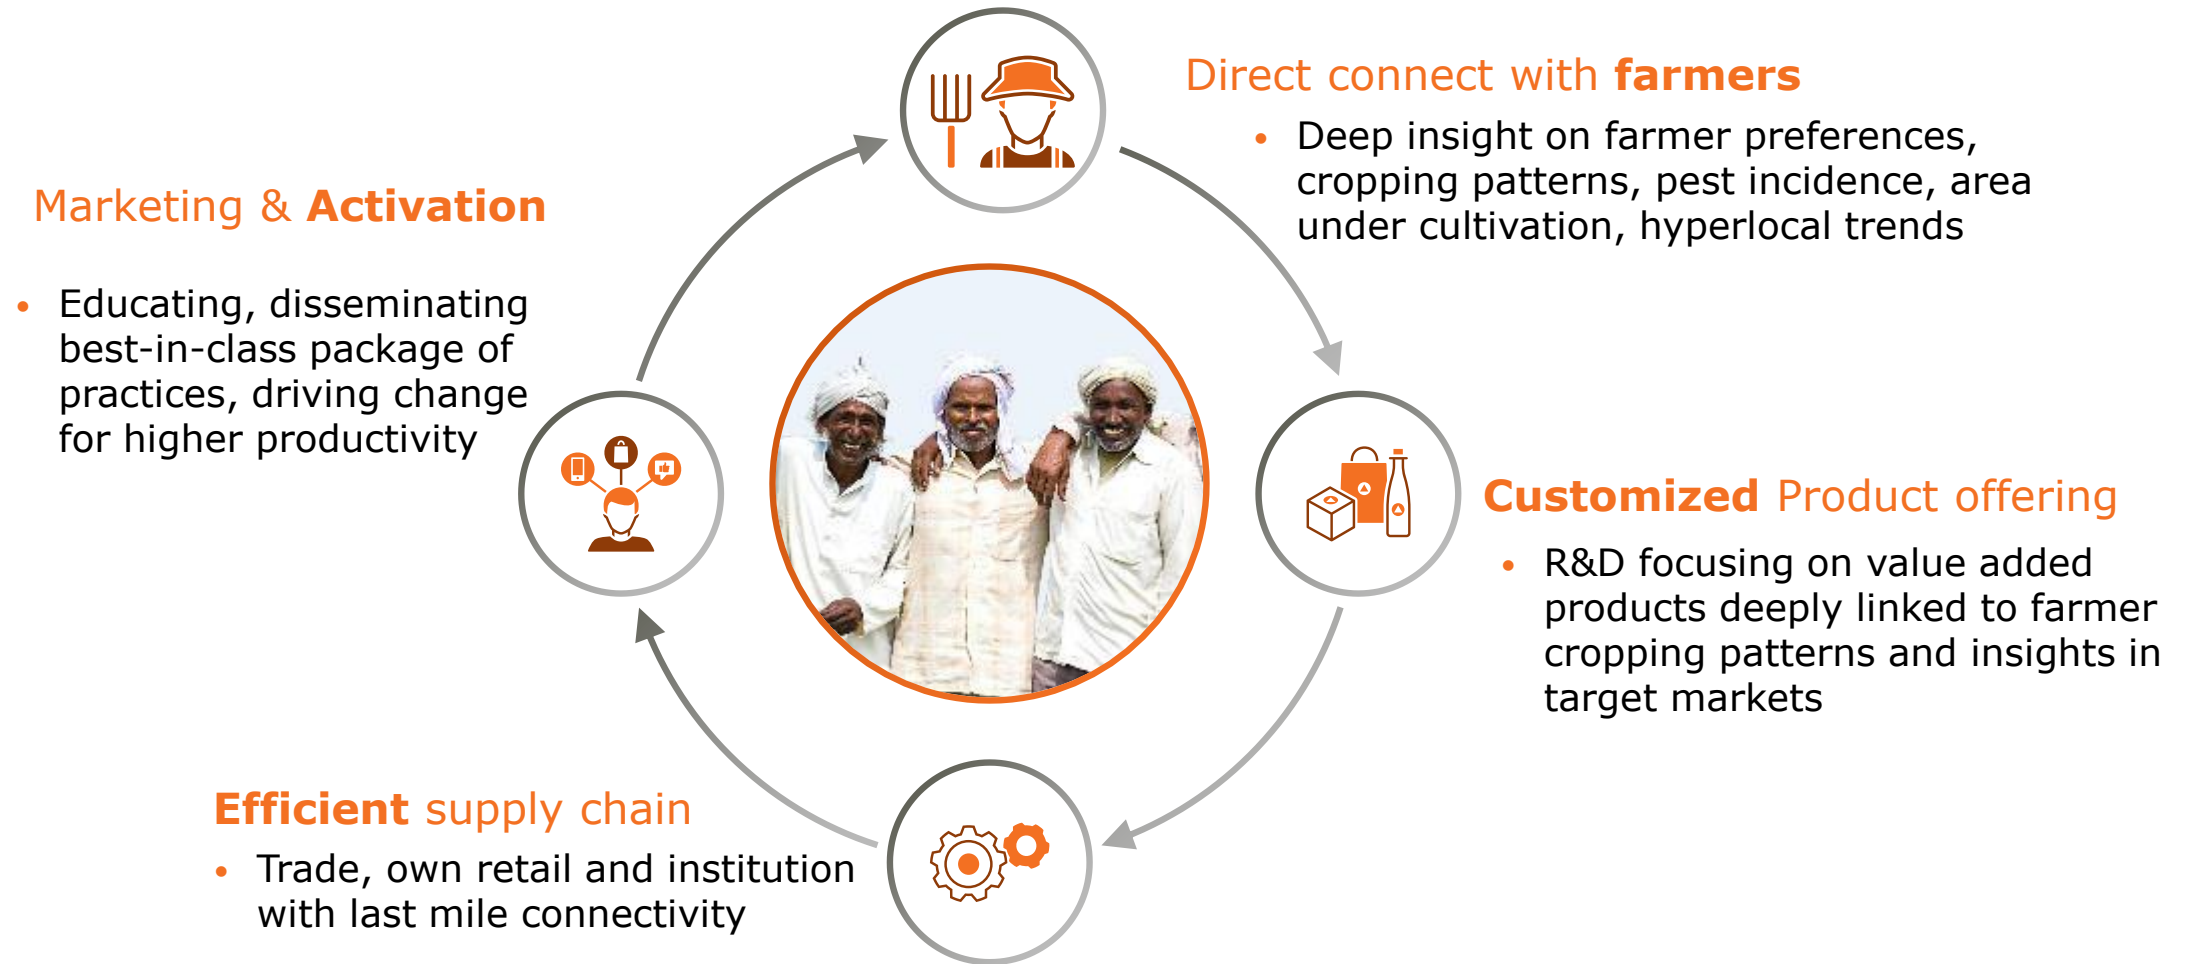 Direct connect with farmers
• Deep insight on farmer preferences,
cropping patterns, pest incidence, area
under cultivation, hyperlocal trends
Marketing & Activation
• Educating, disseminating
best-in-class package of
practices, driving change
for higher productivity
Customized Product offering
• R&D focusing on value added
products deeply linked to farmer
cropping patterns and insights in
target markets
Efficient supply chain
• Trade, own retail and institution
with last mile connectivity